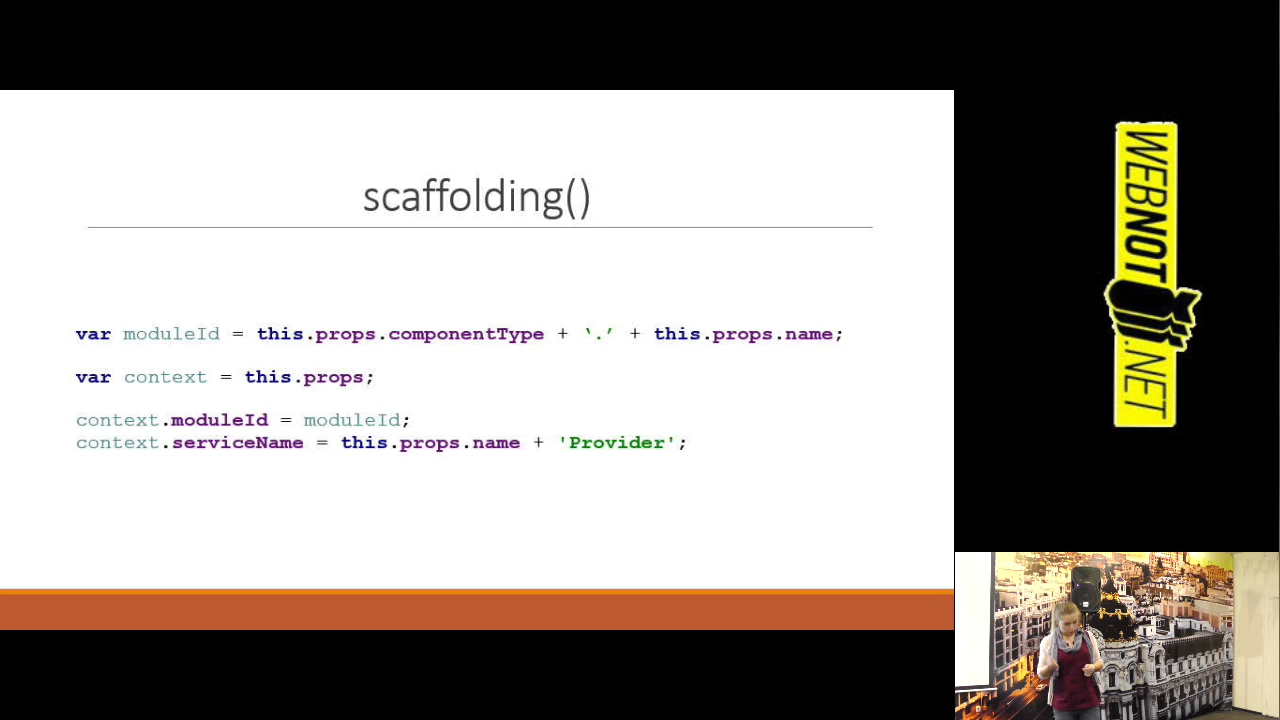 scaffolding()
var moduleId = this.props.componentType + '.' + this.props.name;
var context = this.props;
context.moduleId = moduleId;
context.serviceName = this.props.name + 'Provider';
WEBNOT
.NET